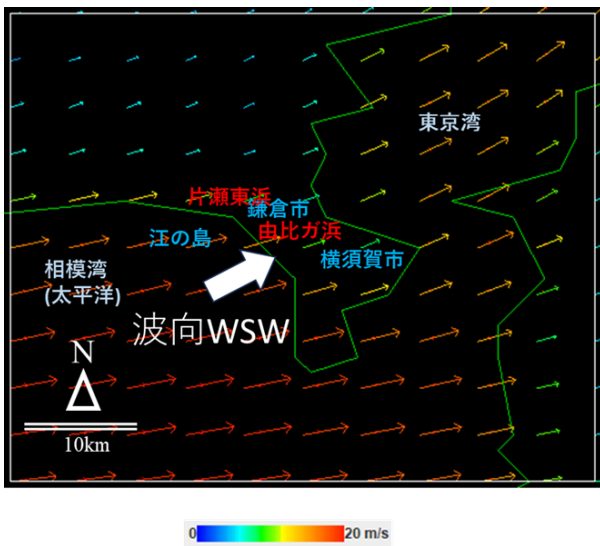 東京湾
片瀬東浜
鎌倉市
由比ガ浜
江の島
横須賀市
相模湾
(太平洋)
波向WSW
N
10km
0
20 m/s